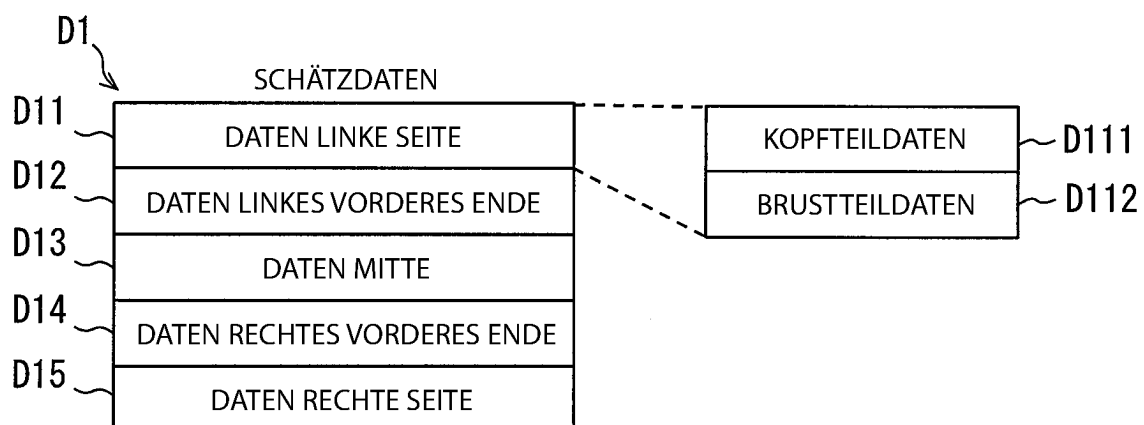 D1
SCHÄTZDATEN
D11
DATEN LINKE SEITE
KOPFTEILDATEN
D111
D12
DATEN LINKES VORDERES ENDE
BRUSTTEILDATEN
D112
D13
DATEN MITTE
D14
DATEN RECHTES VORDERES ENDE
D15
DATEN RECHTE SEITE